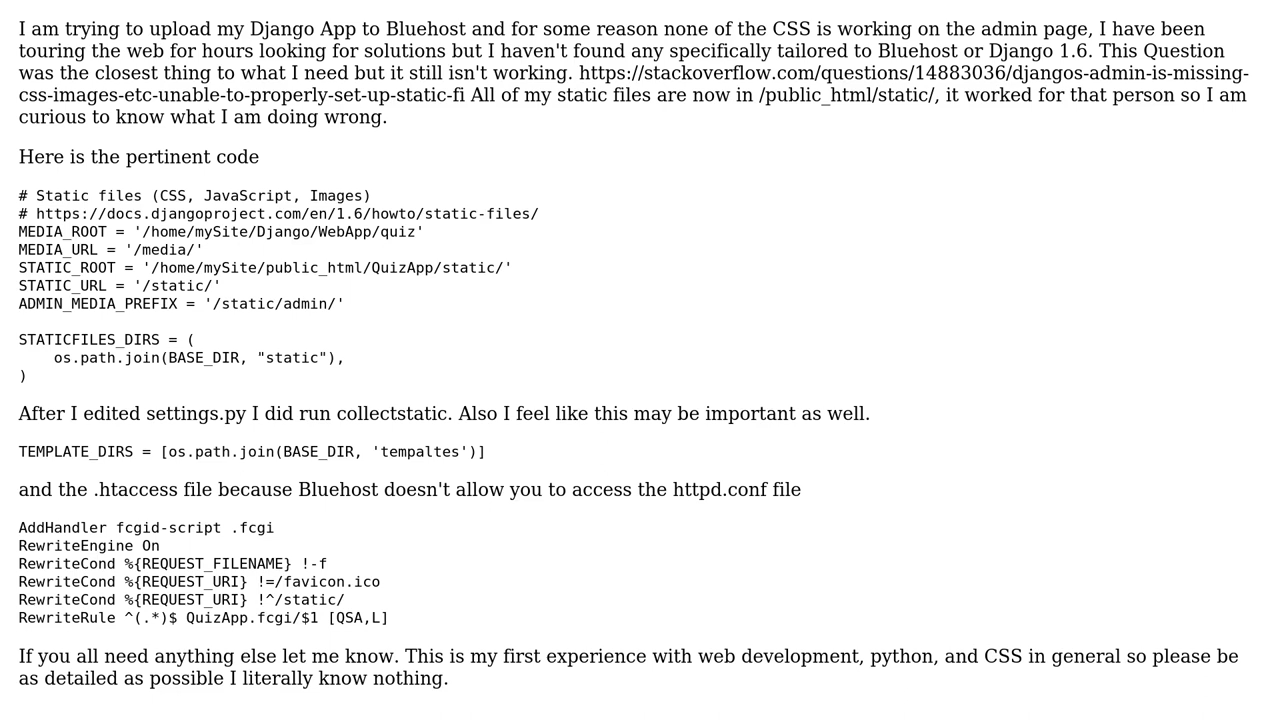 I am trying to upload my Django App to Bluehost and for some reason none of the CSS is working on the admin page, I have been
touring the web for hours looking for solutions but I haven't found any specifically tailored to Bluehost or Django 1.6. This Question
was the closest thing to what I need but it still isn't working. https://stackoverflow.com/questions/14883036/djangos-admin-is-missing-
css-images-etc-unable-to-properly-set-up-static-fi All of my static files are now in /public_html/static/, it worked for that person so I am
curious to know what I am doing wrong.
Here is the pertinent code
# Static files (CSS, JavaScript, Images)
# https://docs.djangoproject.com/en/1.6/howto/static-files/
MEDIA_ROOT = '/home/mySite/Django/WebApp/quiz'
MEDIA_URL = '/media/'
STATIC_ROOT = '/home/mySite/public_html/QuizApp/static/'
STATIC_URL = '/static/'
ADMIN_MEDIA_PREFIX = '/static/admin/'
STATICFILES_DIRS = (
    os.path.join(BASE_DIR, "static"),
)
After I edited settings.py I did run collectstatic. Also I feel like this may be important as well.
TEMPLATE_DIRS = [os.path.join(BASE_DIR, 'tempaltes')]
and the .htaccess file because Bluehost doesn't allow you to access the httpd.conf file
AddHandler fcgid-script .fcgi
RewriteEngine On
RewriteCond %{REQUEST_FILENAME} !-f
RewriteCond %{REQUEST_URI} !=/favicon.ico
RewriteCond %{REQUEST_URI} !^/static/
RewriteRule ^(.*)$ QuizApp.fcgi/$1 [QSA,L]
If you all need anything else let me know. This is my first experience with web development, python, and CSS in general so please be
as detailed as possible I literally know nothing.